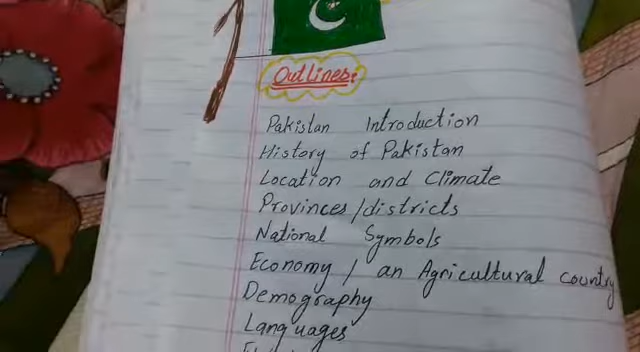 Outlines:
Pakistan Introduction
History of Pakistan
Location and Climate
Provinces/districts
National Symbols
Economy/ an Agricultural country
Demography
Languages